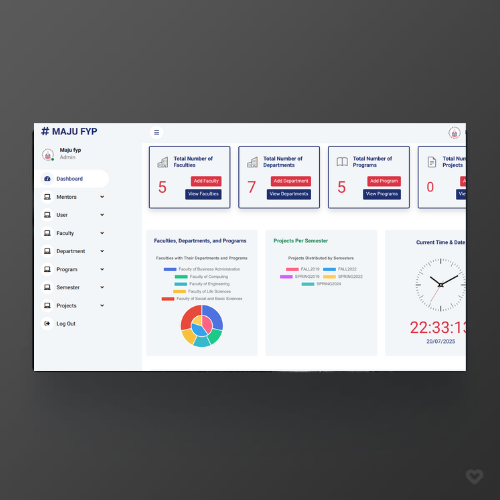 # MAJU FYP
Maju fyp
Admin
Dashboard
Mentors
User
Faculty
Department
Program
Semester
Projects
Log Out
Total Number of
Faculties
5
Add Faculty
View Faculties
Total Number of
Departments
7
Add Department
View Departments
Total Number of
Programs
5
Add Program
View Programs
Total Num
Projects
0
A
Vie
Faculties, Departments, and Programs
Faculties with Their Departments and Programs
Faculty of Business Administration
Faculty of Computing
Faculty of Engineering
Faculty of Life Sciences
Faculty of Social and Basic Sciences
Projects Per Semester
Projects Distributed by Semesters
FALL2019 FALL2022
SPRING2020 SPRING2022
SPRING2024
Current Time & Date
22:33:13
20/07/2025